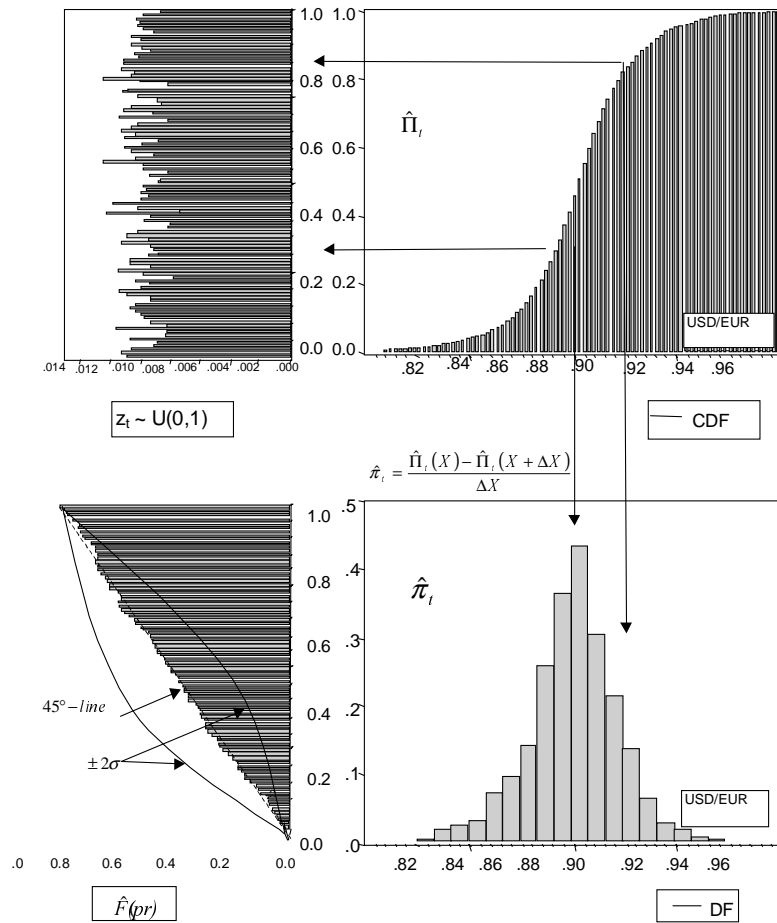 1.0 1.0
0.8 0.8
0.6 0.6
0.4 0.4
0.2 0.2
0.0 0.0
.014 .012 .010 .008 .006 .004 .002 .000
z_t ~ U(0,1)
Π̂_t
USD/EUR
.82 .84 .86 .88 .90 .92 .94 .96
CDF
π̂_t = (Π̂_t(X) − Π̂_t(X + ΔX)) / ΔX
1.0
0.8
0.6
0.4
0.2
0.0
45°–line
±2σ
.0 0.8 0.6 0.4 0.2 0.0
F̂(pr)
.5
.4
.3
.2
.1
.0
π̂_t
USD/EUR
.82 .84 .86 .88 .90 .92 .94 .96
DF